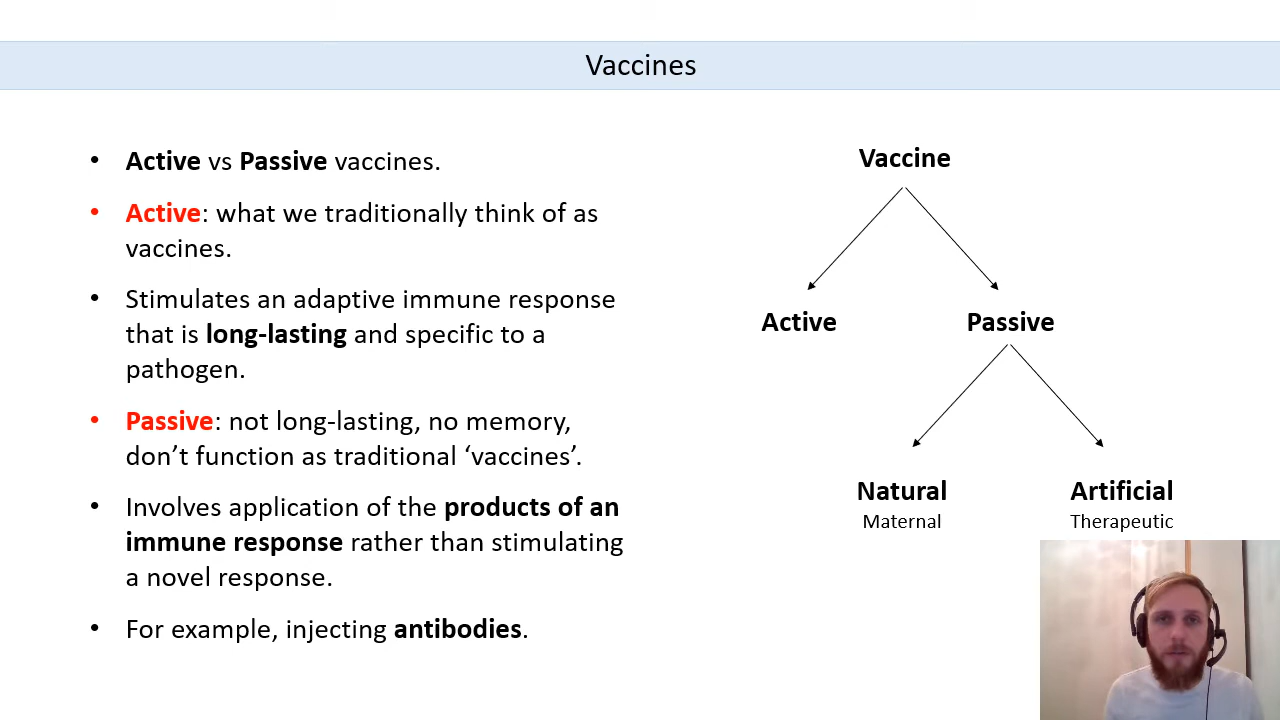 Vaccines
• Active vs Passive vaccines.
• Active: what we traditionally think of as
vaccines.
• Stimulates an adaptive immune response
that is long-lasting and specific to a
pathogen.
• Passive: not long-lasting, no memory,
don’t function as traditional ‘vaccines’.
• Involves application of the products of an
immune response rather than stimulating
a novel response.
• For example, injecting antibodies.
Vaccine
Active Passive
Natural Artificial
Maternal Therapeutic